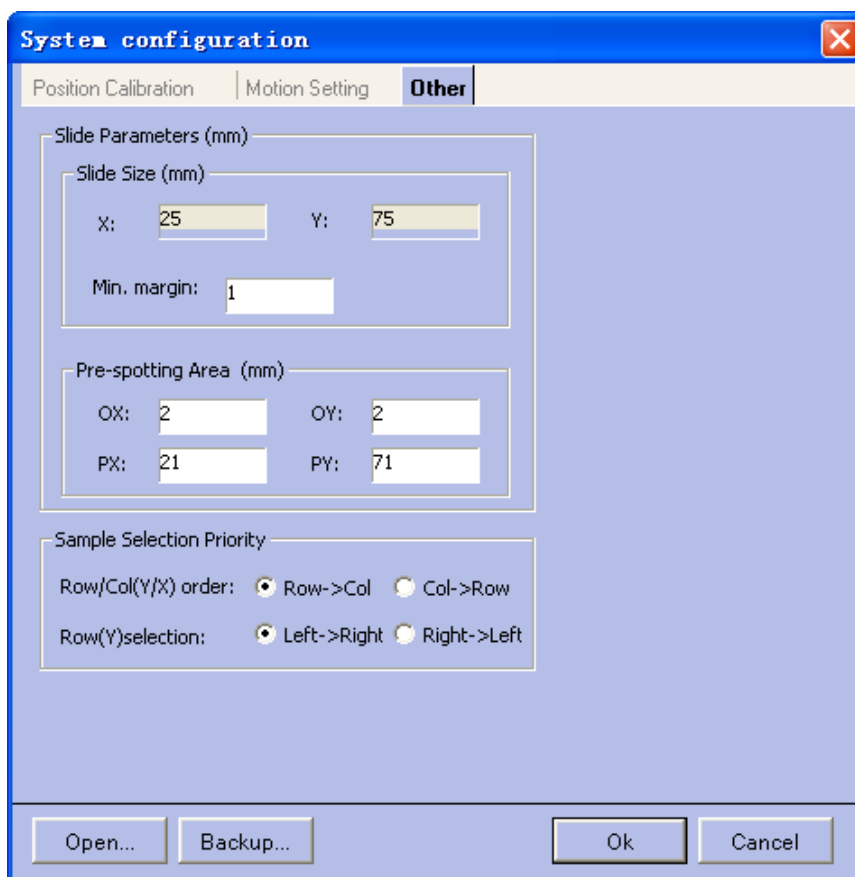 System configuration
Position Calibration Motion Setting Other
Slide Parameters (mm)
Slide Size (mm)
X: 25 Y: 75
Min. margin: 1
Pre-spotting Area (mm)
OX: 2 OY: 2
PX: 21 PY: 71
Sample Selection Priority
Row/Col(Y/X) order: Row->Col Col->Row
Row(Y)selection: Left->Right Right->Left
Open... Backup... Ok Cancel